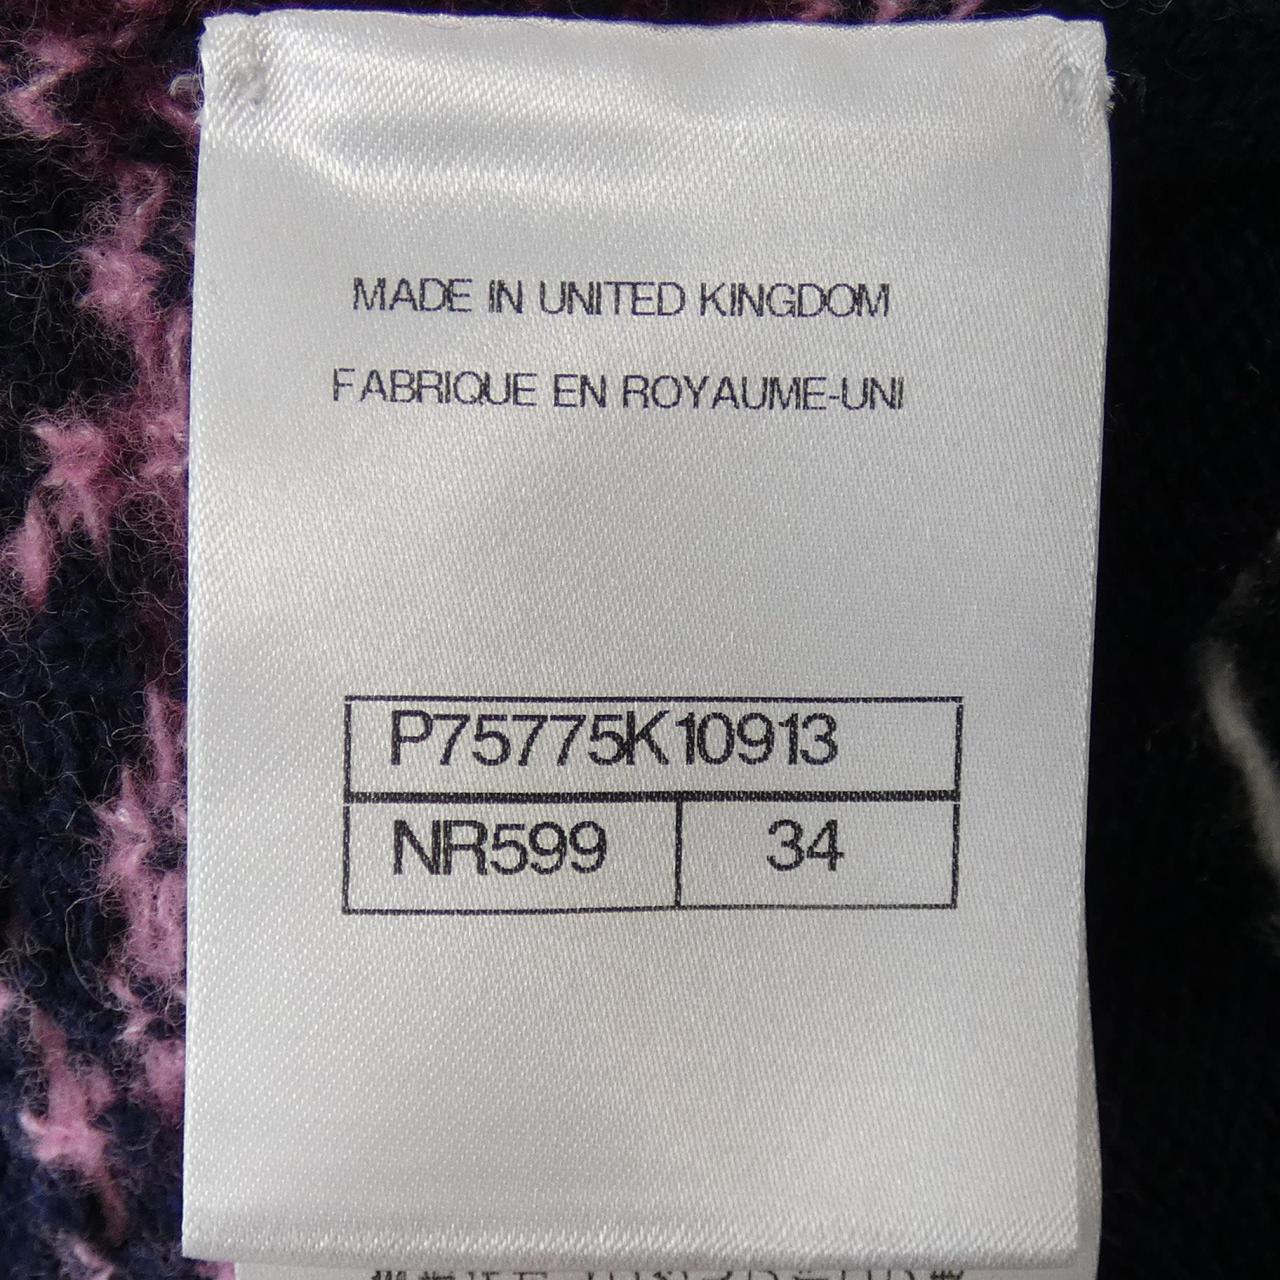 MADE IN UNITED KINGDOM
FABRIQUE EN ROYAUME-UNI
P75775K10913
NR599 34